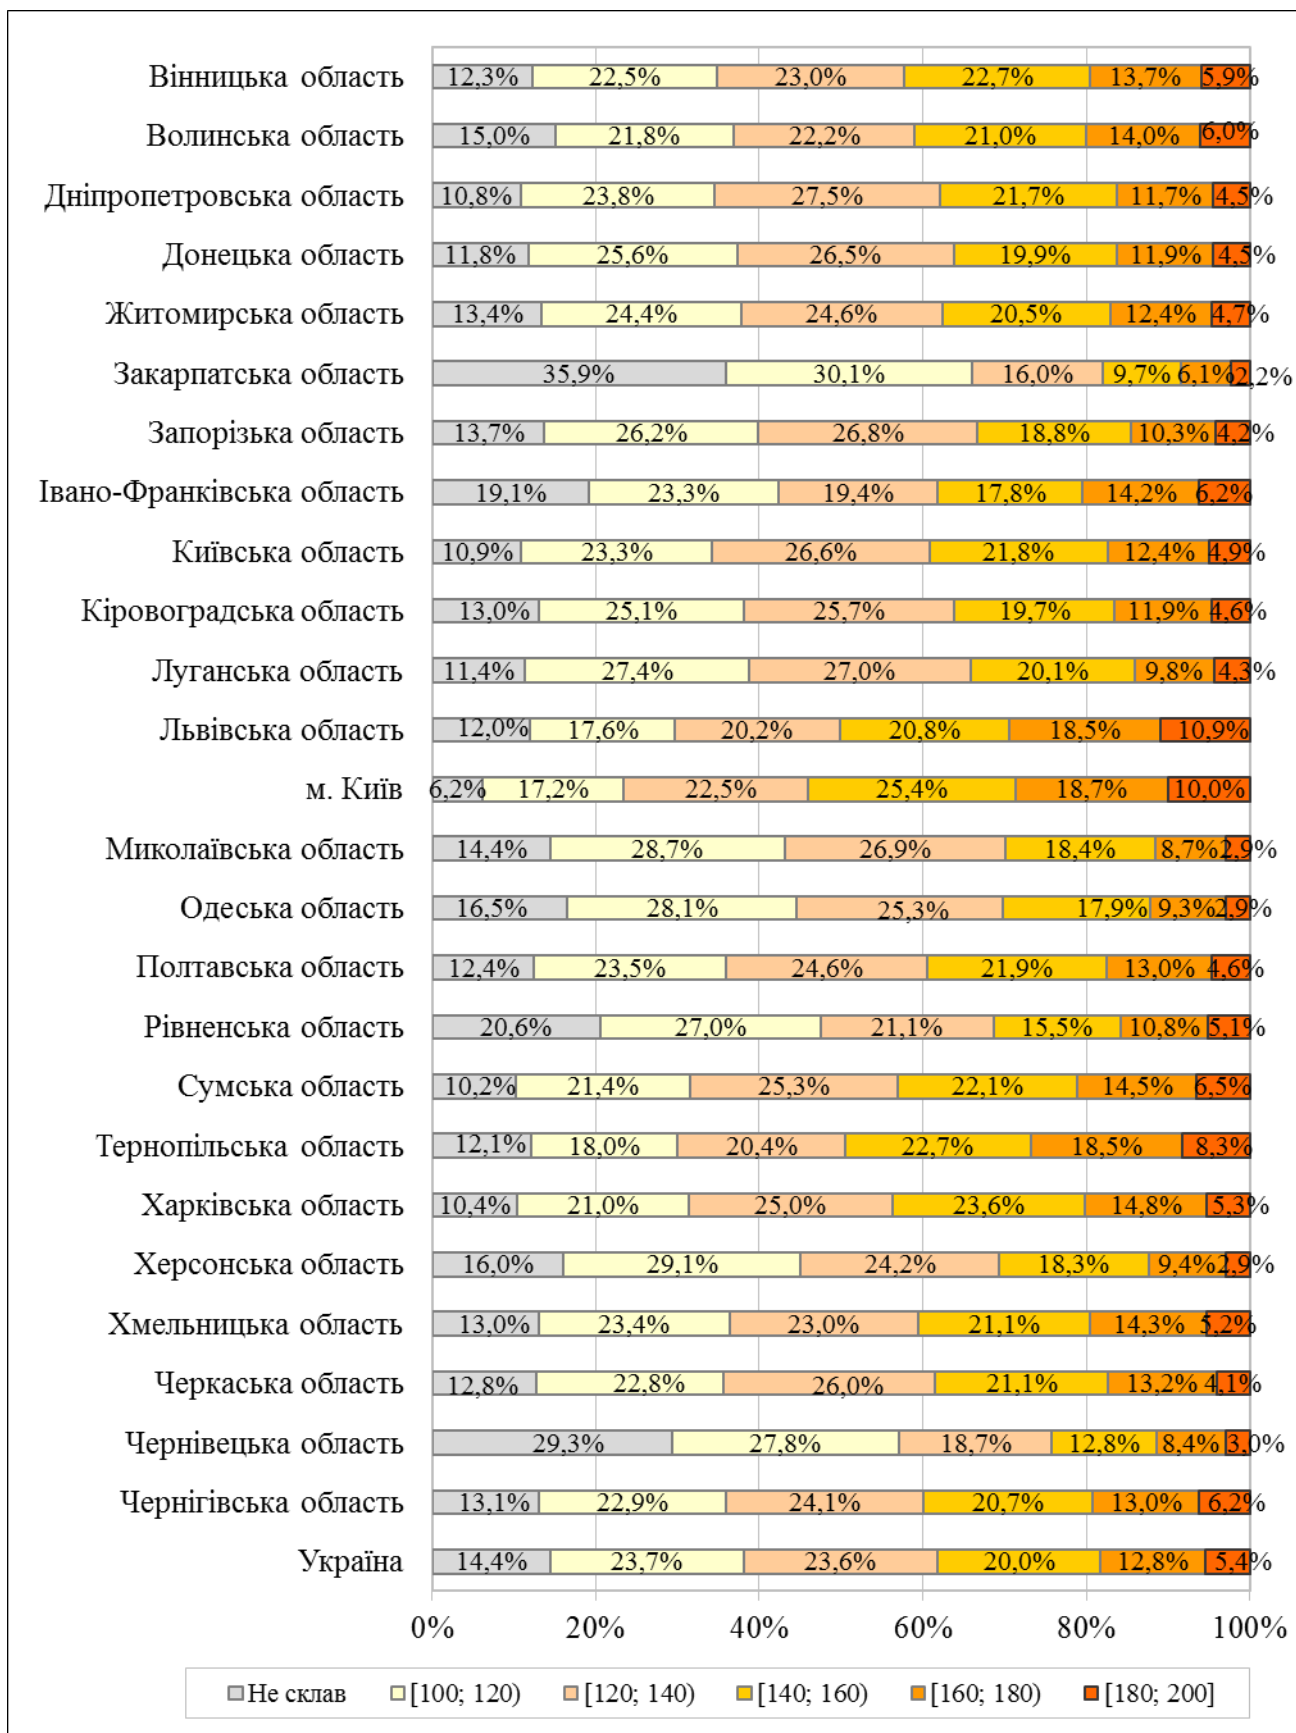 Вінницька область 12,3% 22,5% 23,0% 22,7% 13,7% 5,9%
Волинська область 15,0% 21,8% 22,2% 21,0% 14,0% 6,0%
Дніпропетровська область 10,8% 23,8% 27,5% 21,7% 11,7% 4,5%
Донецька область 11,8% 25,6% 26,5% 19,9% 11,9% 4,5%
Житомирська область 13,4% 24,4% 24,6% 20,5% 12,4% 4,7%
Закарпатська область 35,9% 30,1% 16,0% 9,7% 6,1% 2,2%
Запорізька область 13,7% 26,2% 26,8% 18,8% 10,3% 4,2%
Івано-Франківська область 19,1% 23,3% 19,4% 17,8% 14,2% 6,2%
Київська область 10,9% 23,3% 26,6% 21,8% 12,4% 4,9%
Кіровоградська область 13,0% 25,1% 25,7% 19,7% 11,9% 4,6%
Луганська область 11,4% 27,4% 27,0% 20,1% 9,8% 4,3%
Львівська область 12,0% 17,6% 20,2% 20,8% 18,5% 10,9%
м. Київ 6,2% 17,2% 22,5% 25,4% 18,7% 10,0%
Миколаївська область 14,4% 28,7% 26,9% 18,4% 8,7% 2,9%
Одеська область 16,5% 28,1% 25,3% 17,9% 9,3% 2,9%
Полтавська область 12,4% 23,5% 24,6% 21,9% 13,0% 4,6%
Рівненська область 20,6% 27,0% 21,1% 15,5% 10,8% 5,1%
Сумська область 10,2% 21,4% 25,3% 22,1% 14,5% 6,5%
Тернопільська область 12,1% 18,0% 20,4% 22,7% 18,5% 8,3%
Харківська область 10,4% 21,0% 25,0% 23,6% 14,8% 5,3%
Херсонська область 16,0% 29,1% 24,2% 18,3% 9,4% 2,9%
Хмельницька область 13,0% 23,4% 23,0% 21,1% 14,3% 5,2%
Черкаська область 12,8% 22,8% 26,0% 21,1% 13,2% 4,1%
Чернівецька область 29,3% 27,8% 18,7% 12,8% 8,4% 3,0%
Чернігівська область 13,1% 22,9% 24,1% 20,7% 13,0% 6,2%
Україна 14,4% 23,7% 23,6% 20,0% 12,8% 5,4%
0% 20% 40% 60% 80% 100%
Не склав [100; 120) [120; 140) [140; 160) [160; 180) [180; 200]